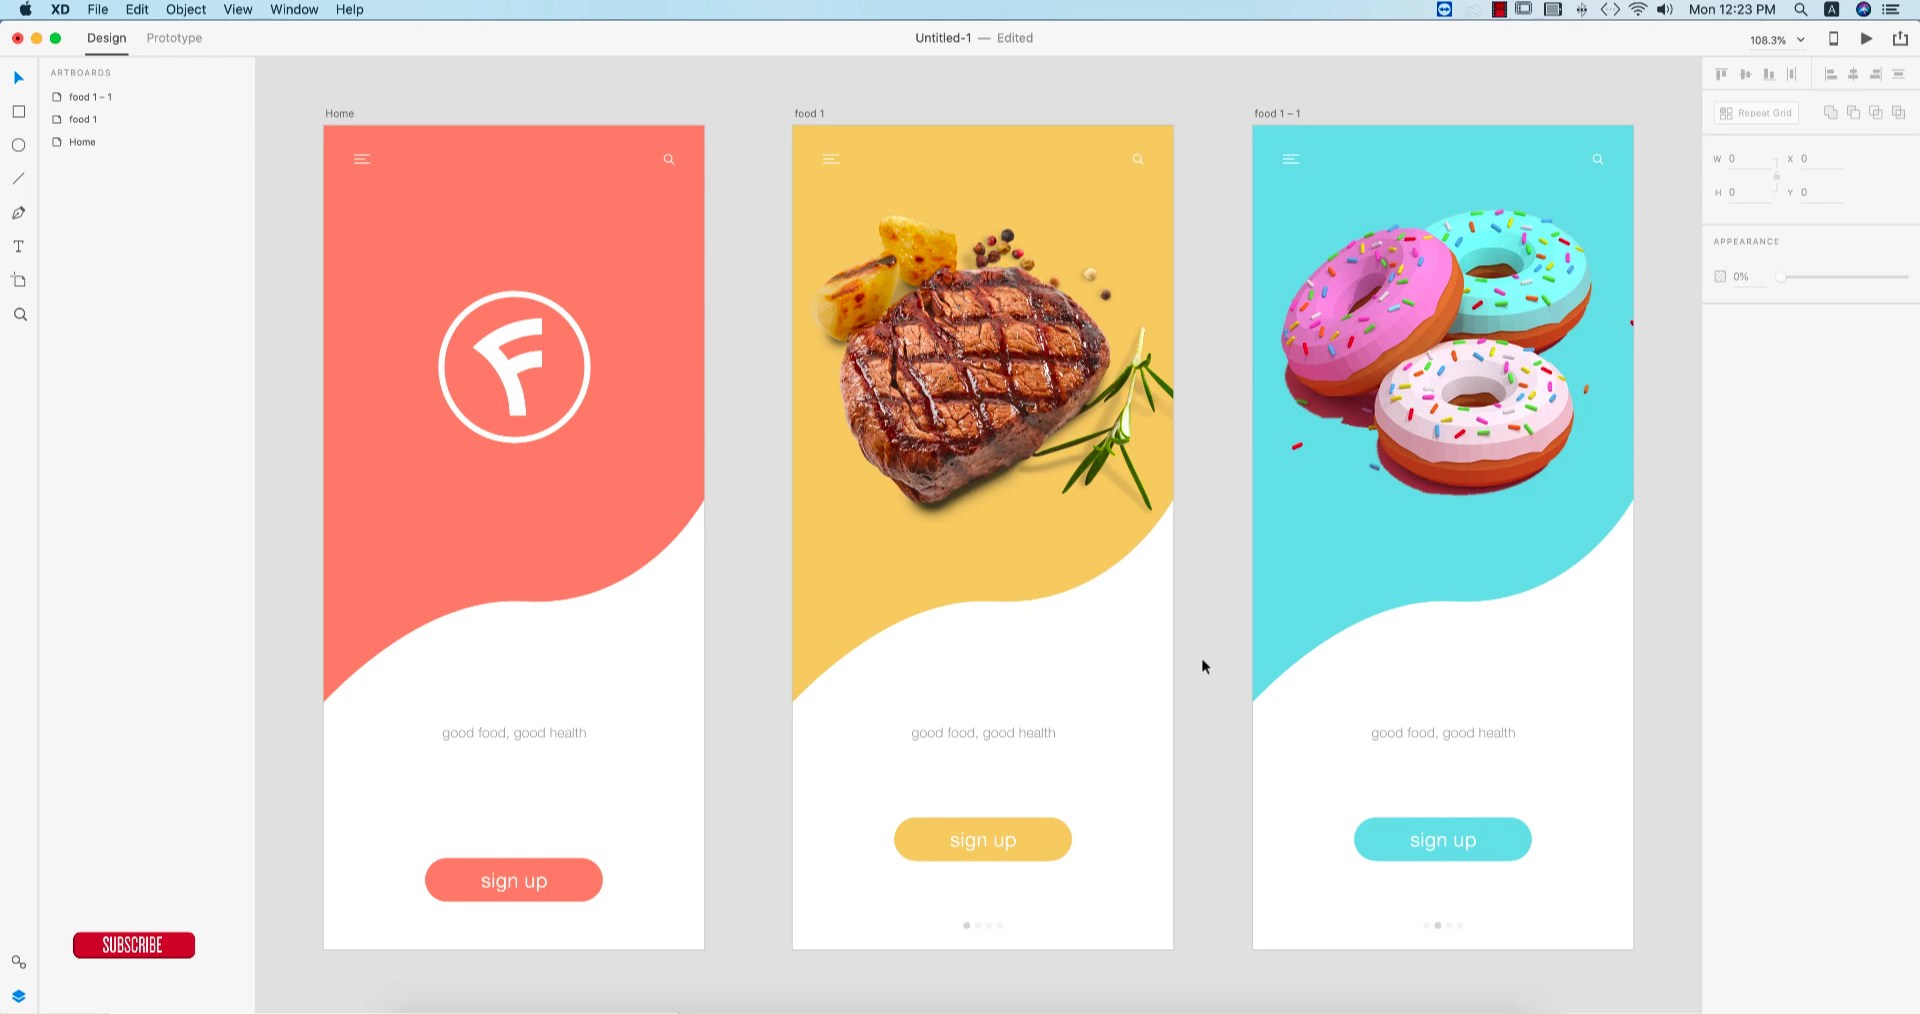 XD File Edit Object View Window Help
A Mon 12:23 PM
Design Prototype
Untitled-1 — Edited
108.3%
ARTBOARDS
food 1 – 1
food 1
Home
Home
food 1
food 1 – 1
F
good food, good health
good food, good health
good food, good health
sign up
sign up
sign up
SUBSCRIBE
T
Repeat Grid
W 0 X 0
H 0 Y 0
APPEARANCE
0%